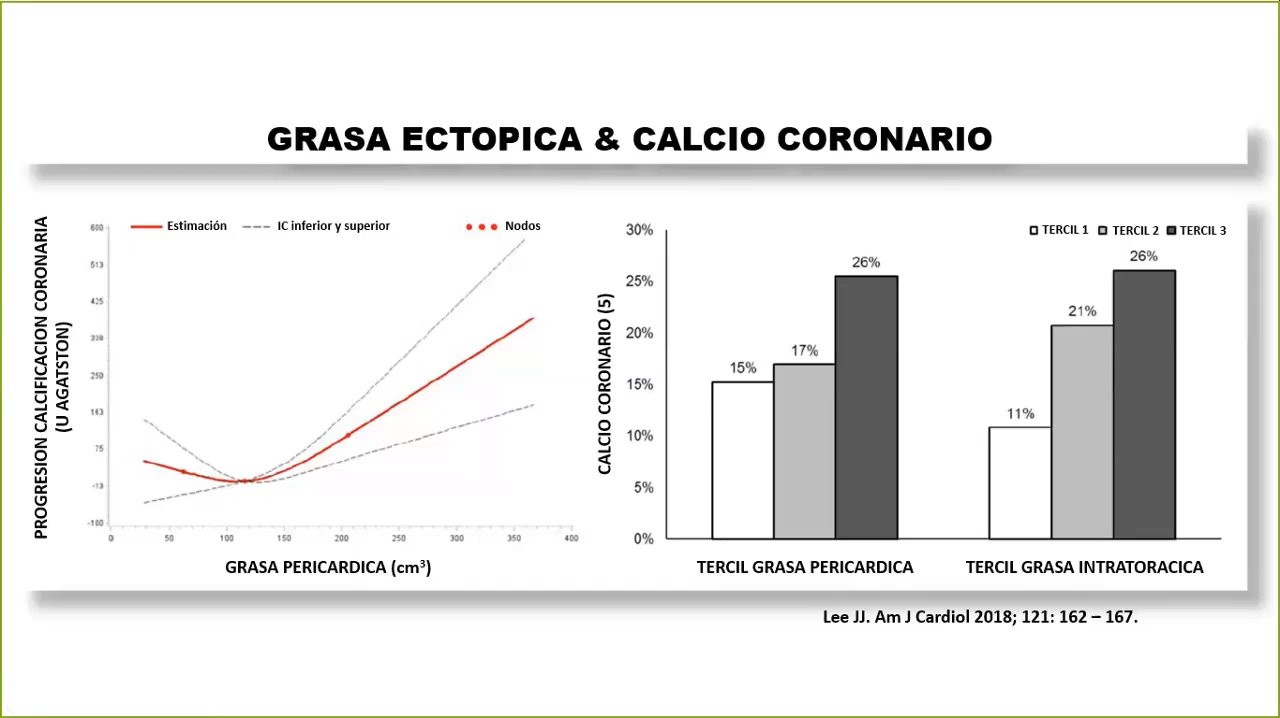 GRASA ECTOPICA & CALCIO CORONARIO
PROGRESION CALCIFICACION CORONARIA
(U AGATSTON)
Estimación
IC inferior y superior
Nodos
600
513
425
338
250
163
75
-13
-100
0 50 100 150 200 250 300 350 400
GRASA PERICARDICA (cm³)
CALCIO CORONARIO (5)
TERCIL 1 TERCIL 2 TERCIL 3
30%
25%
20%
15%
10%
5%
0%
15% 17% 26%
11% 21% 26%
TERCIL GRASA PERICARDICA
TERCIL GRASA INTRATORACICA
Lee JJ. Am J Cardiol 2018; 121: 162 – 167.